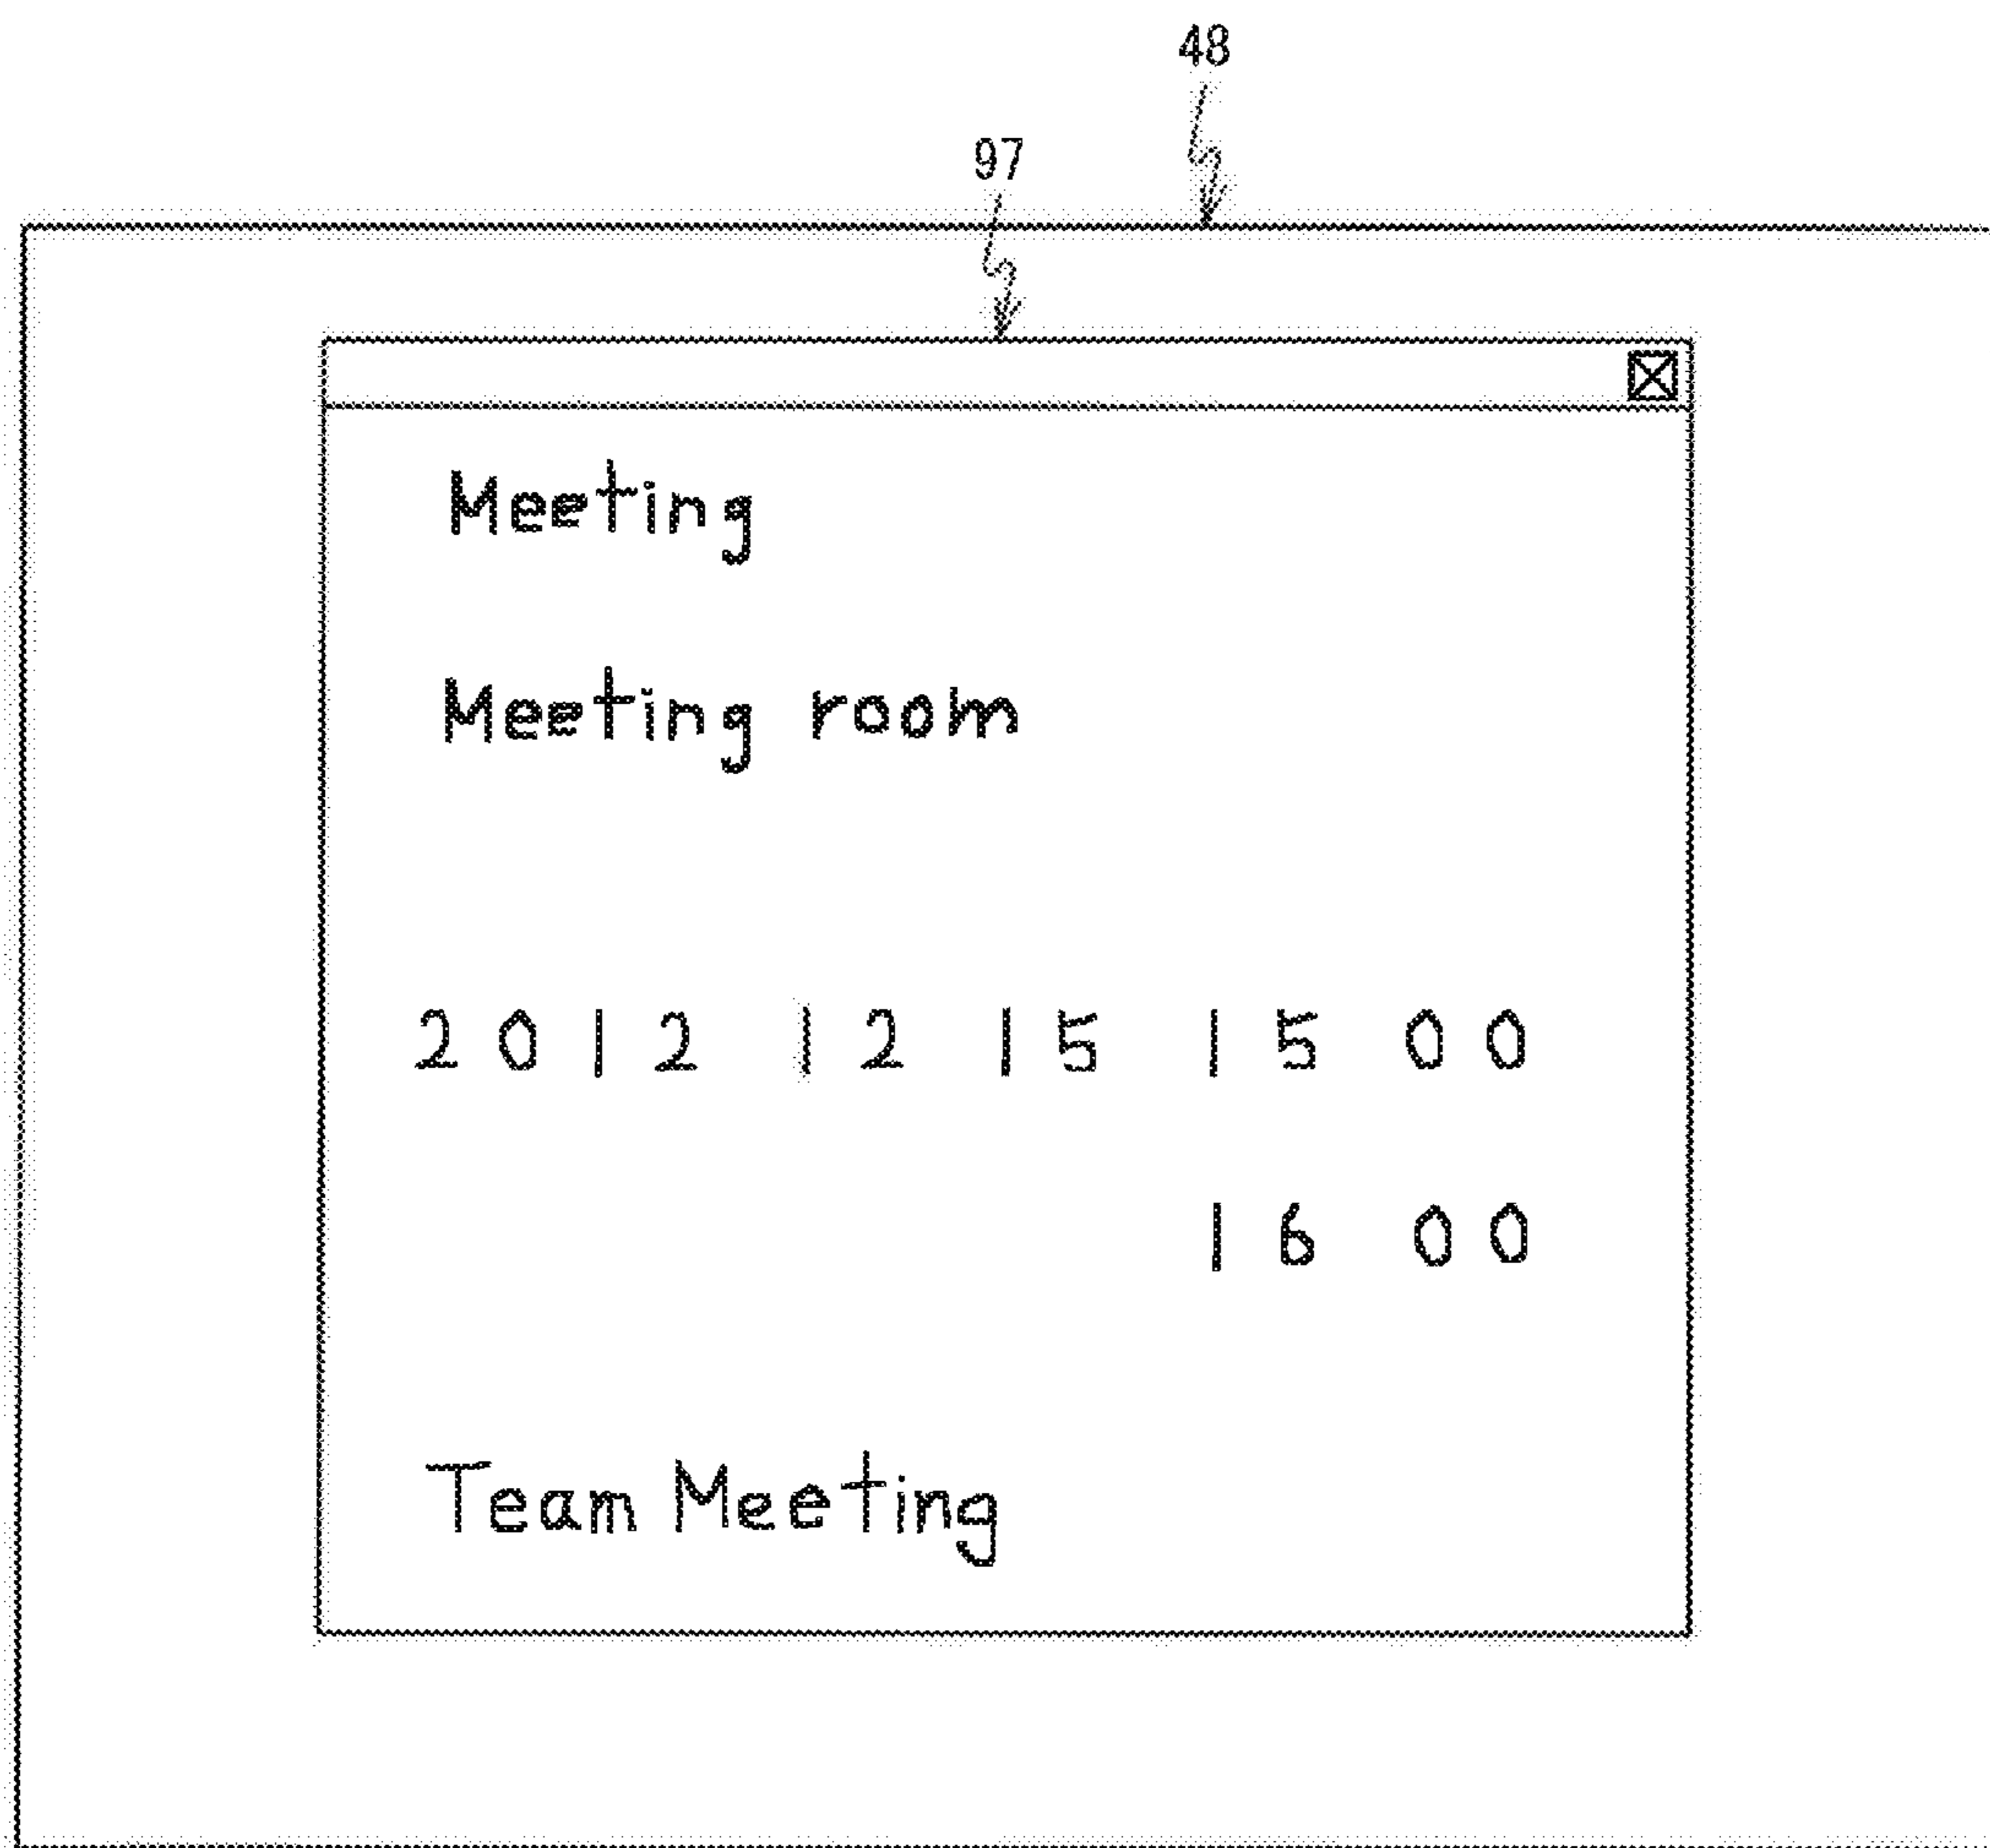 48
97
Meeting
Meeting room
2012 12 15 15 00
16 00
Team Meeting